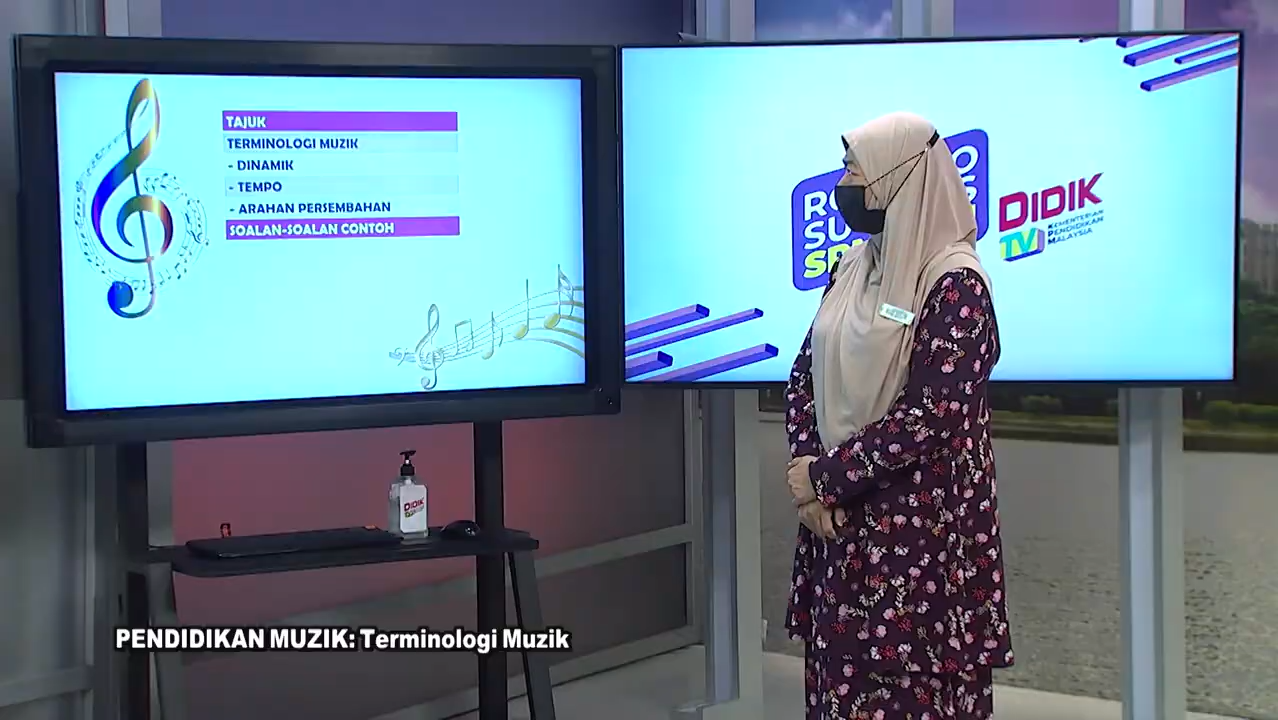 TAJUK
TERMINOLOGI MUZIK
- DINAMIK
- TEMPO
- ARAHAN PERSEMBAHAN
SOALAN-SOALAN CONTOH
DIDIK
TV
KEMENTERIAN
PENDIDIKAN
MALAYSIA
DIDIK
TV
PENDIDIKAN MUZIK: Terminologi Muzik